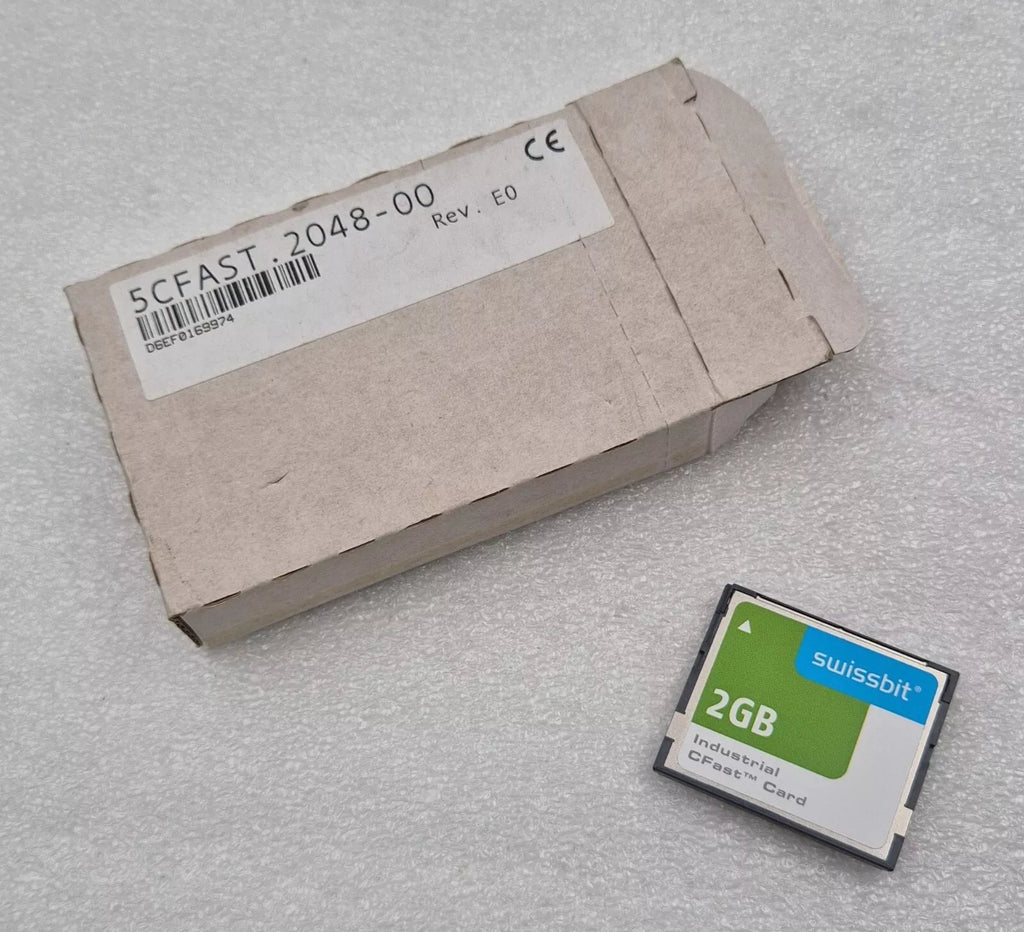 CE
5CFAST.2048-00
Rev. E0
D6EF0169974
swissbit®
2GB
Industrial
CFast™ Card